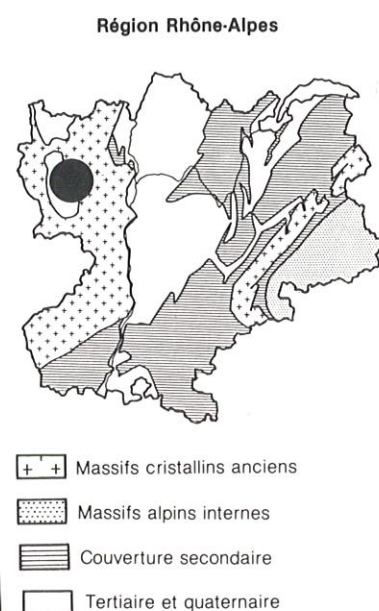 Région Rhône-Alpes
Massifs cristallins anciens
Massifs alpins internes
Couverture secondaire
Tertiaire et quaternaire